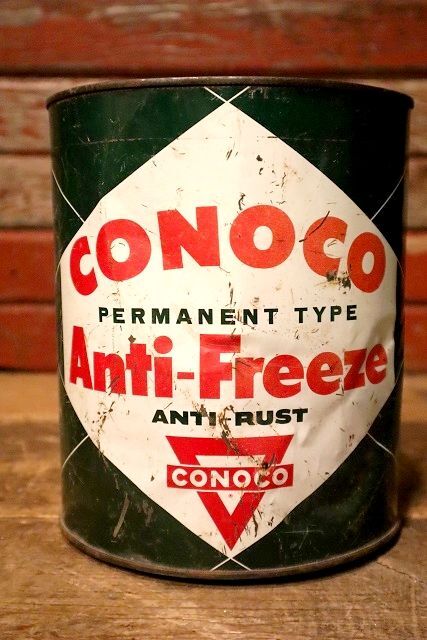 CONOCO
PERMANENT TYPE
Anti-Freeze
ANTI-RUST
CONOCO